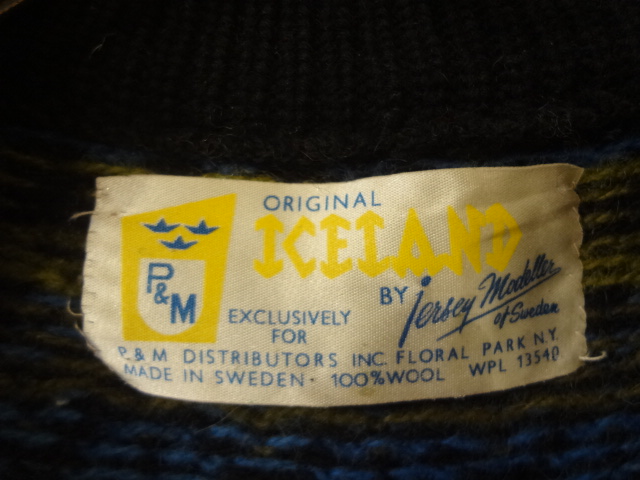 ORIGINAL
ICELAND
BY Jersey Modeller
of Sweden
P&M
EXCLUSIVELY
FOR
P. & M DISTRIBUTORS INC. FLORAL PARK N.Y.
MADE IN SWEDEN · 100% WOOL WPL 13540